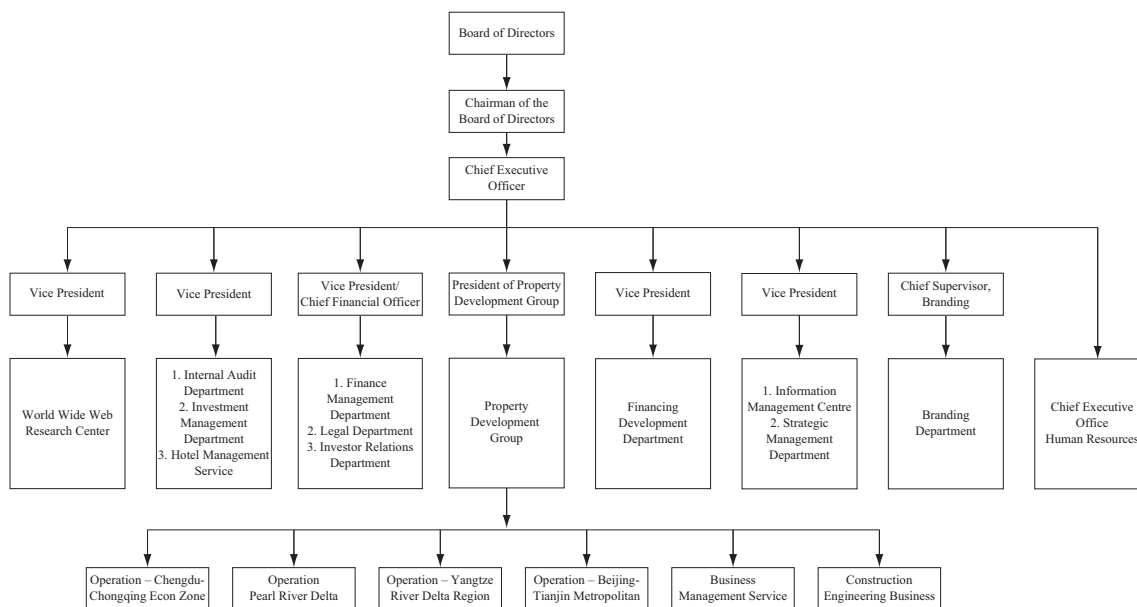 Board of Directors
Chairman of the
Board of Directors
Chief Executive
Officer
Vice President
Vice President
Vice President/
Chief Financial Officer
President of Property
Development Group
Vice President
Vice President
Chief Supervisor,
Branding
World Wide Web
Research Center
1. Internal Audit
Department
2. Investment
Management
Department
3. Hotel Management
Service
1. Finance
Management
Department
2. Legal Department
3. Investor Relations
Department
Property
Development
Group
Financing
Development
Department
1. Information
Management Centre
2. Strategic
Management
Department
Branding
Department
Chief Executive
Office
Human Resources
Operation – Chengdu-
Chongqing Econ Zone
Operation
Pearl River Delta
Operation – Yangtze
River Delta Region
Operation – Beijing-
Tianjin Metropolitan
Business
Management Service
Construction
Engineering Business